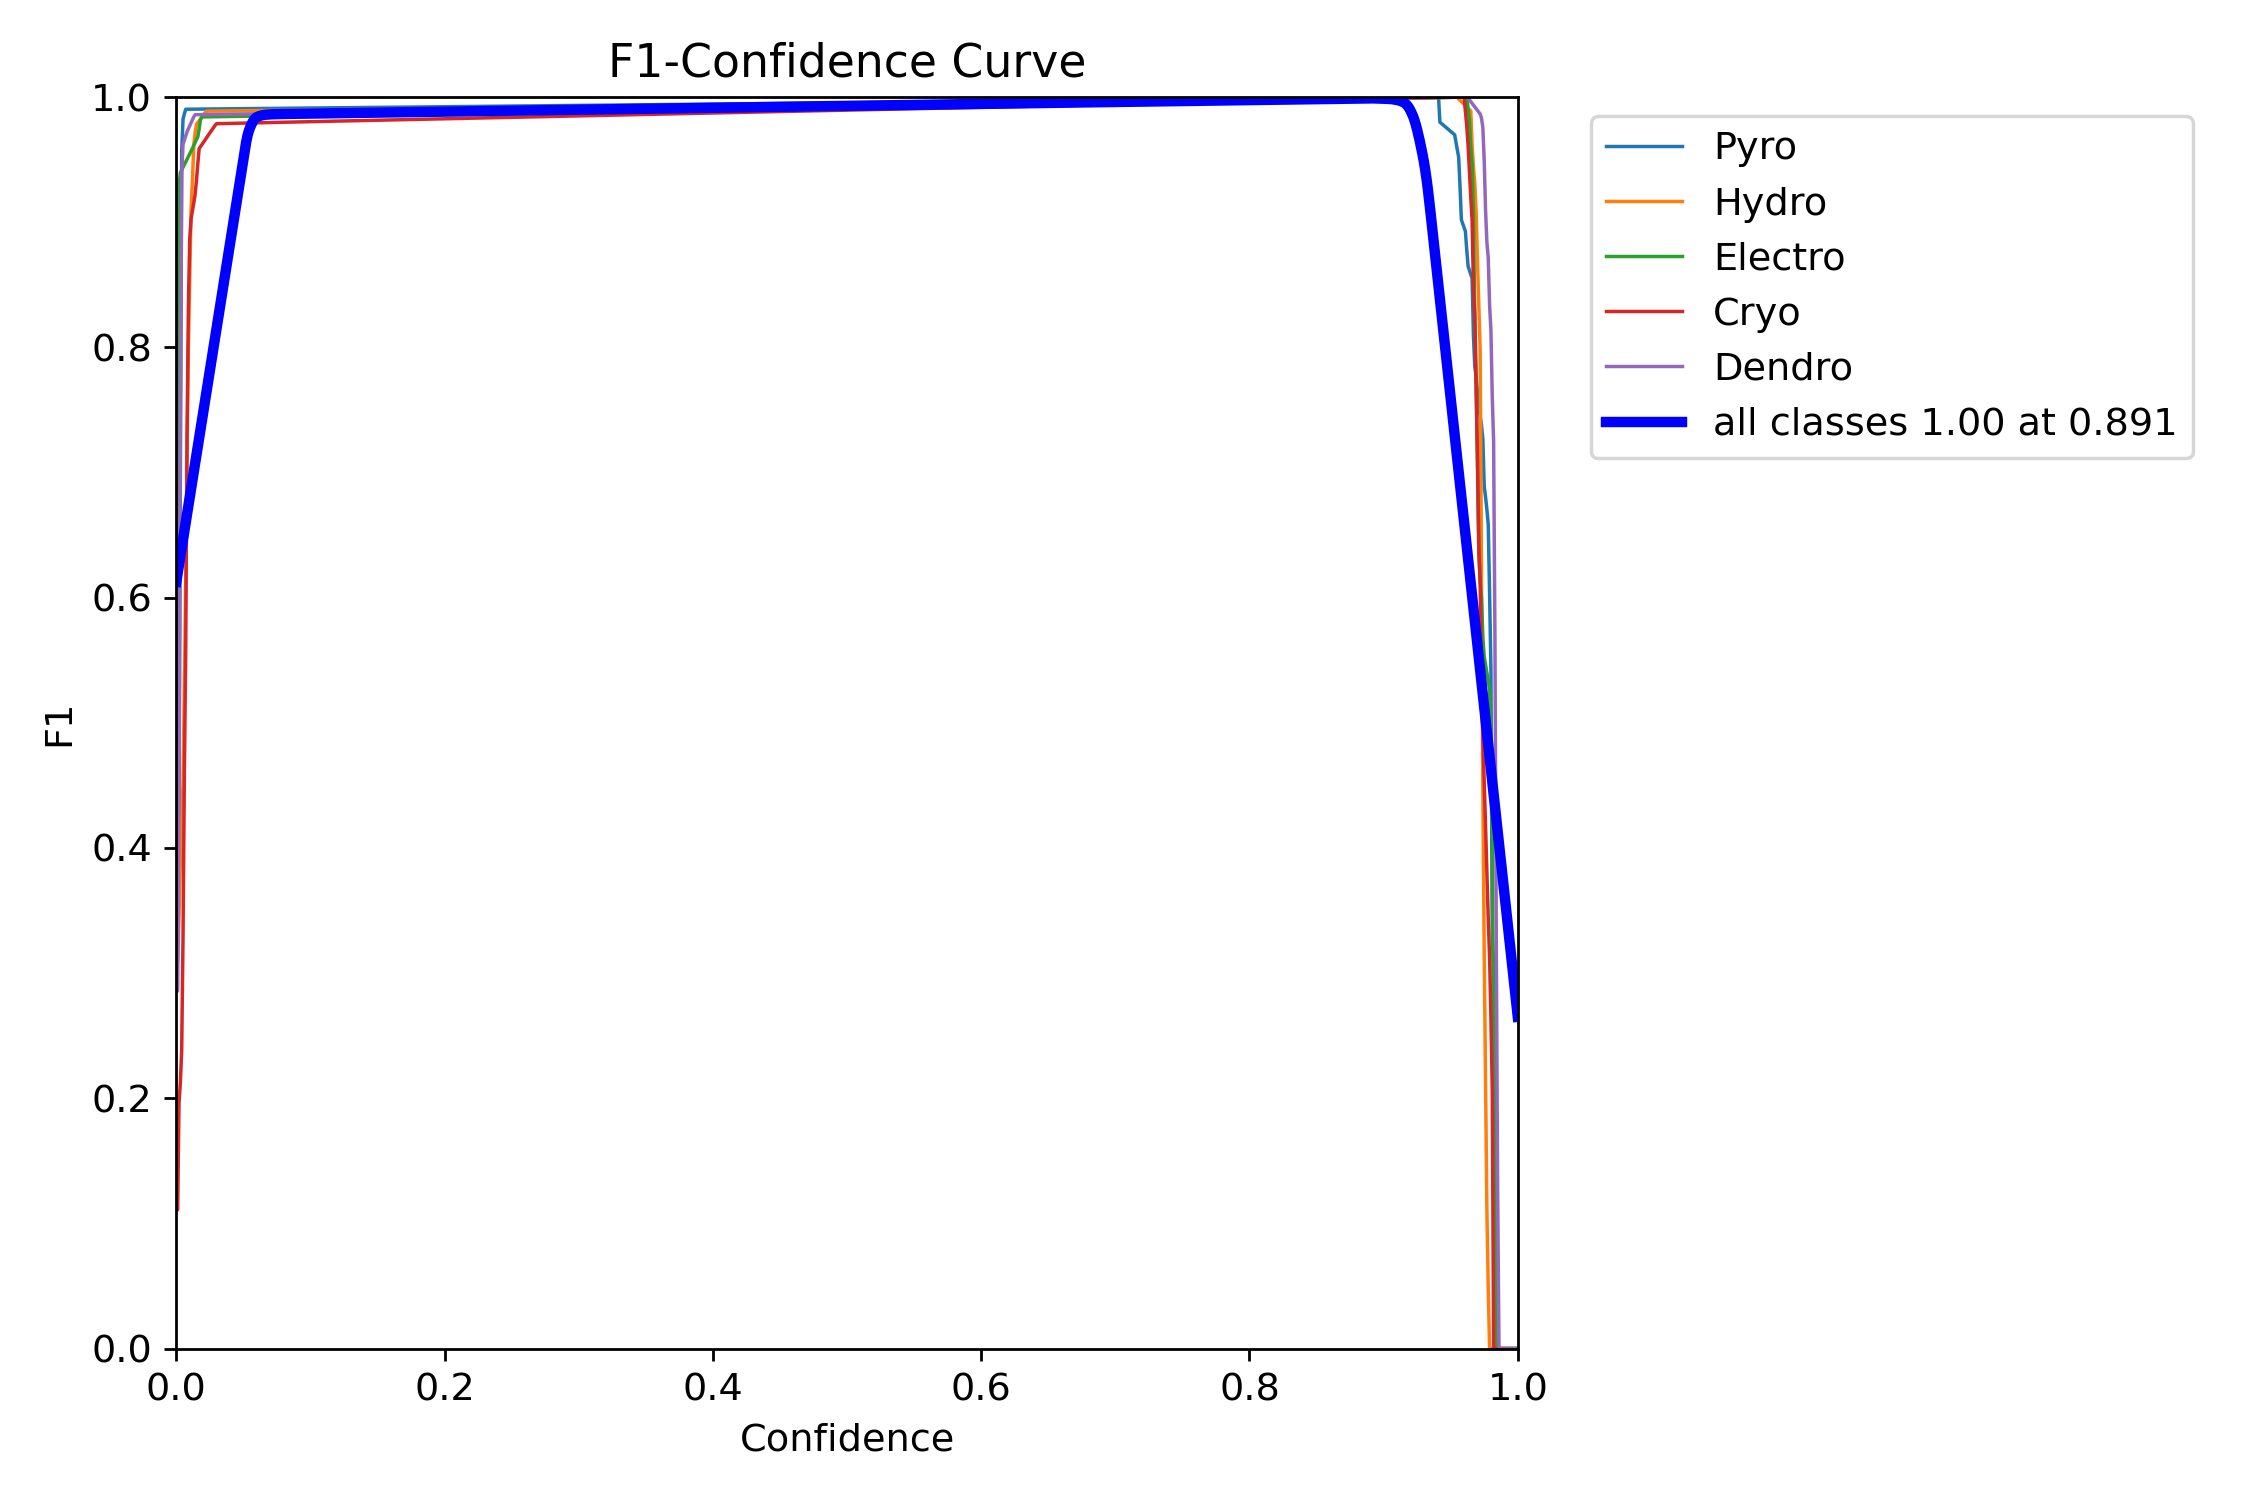 F1-Confidence Curve
1.0
0.8
0.6
0.4
0.2
0.0
F1
0.0 0.2 0.4 0.6 0.8 1.0
Confidence
Pyro
Hydro
Electro
Cryo
Dendro
all classes 1.00 at 0.891